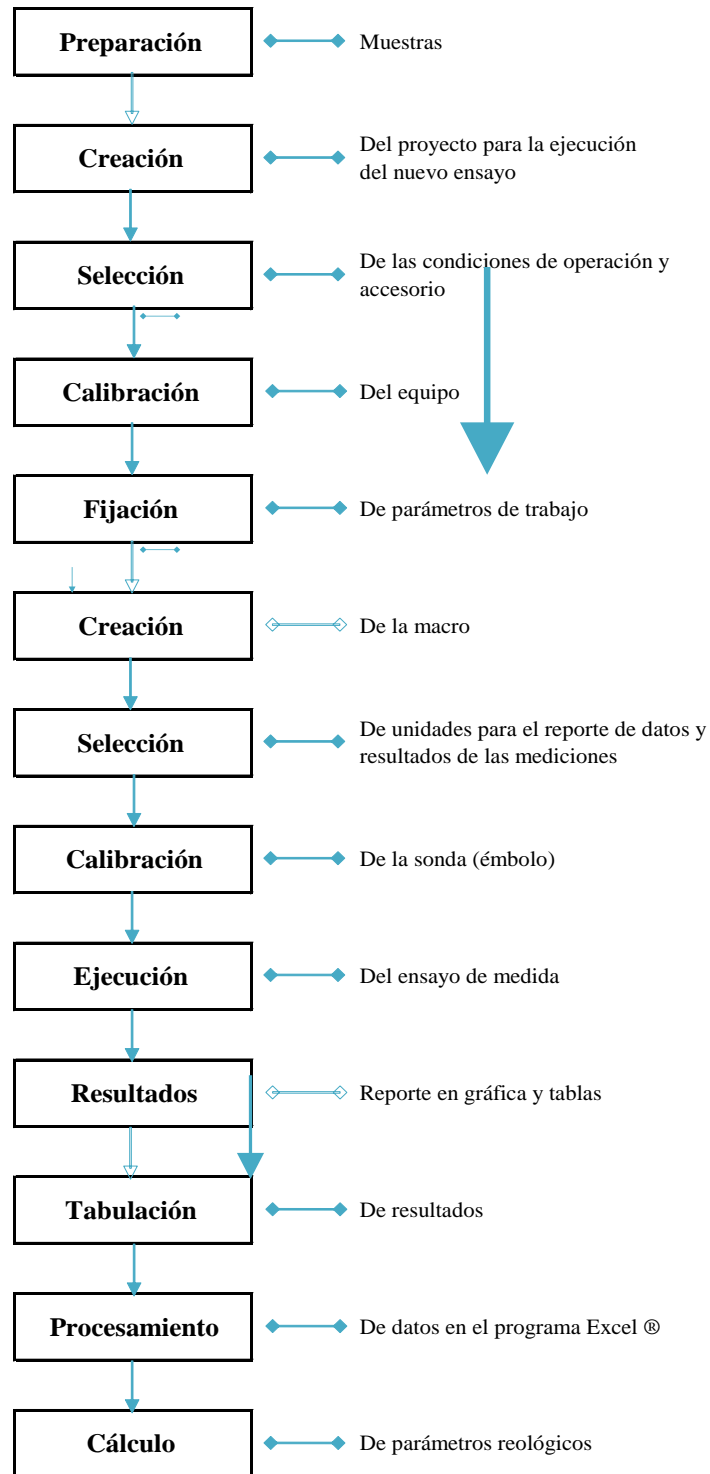 Preparación
Muestras
Creación
Del proyecto para la ejecución
del nuevo ensayo
Selección
De las condiciones de operación y
accesorio
Calibración
Del equipo
Fijación
De parámetros de trabajo
Creación
De la macro
Selección
De unidades para el reporte de datos y
resultados de las mediciones
Calibración
De la sonda (émbolo)
Ejecución
Del ensayo de medida
Resultados
Reporte en gráfica y tablas
Tabulación
De resultados
Procesamiento
De datos en el programa Excel ®
Cálculo
De parámetros reológicos